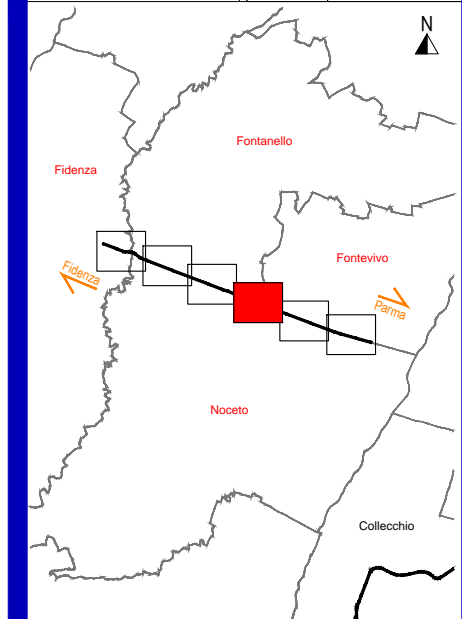 N
Fontanello
Fidenza
Fontevivo
Fidenza
Parma
Noceto
Collecchio